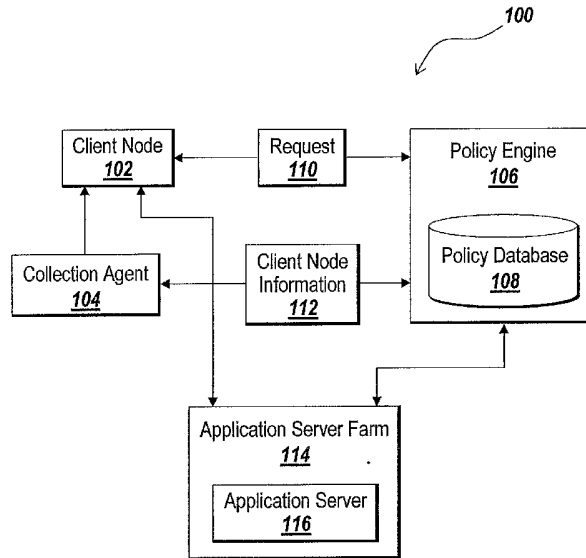 100
Client Node
102
Request
110
Policy Engine
106
Policy Database
108
Collection Agent
104
Client Node
Information
112
Application Server Farm
114
Application Server
116